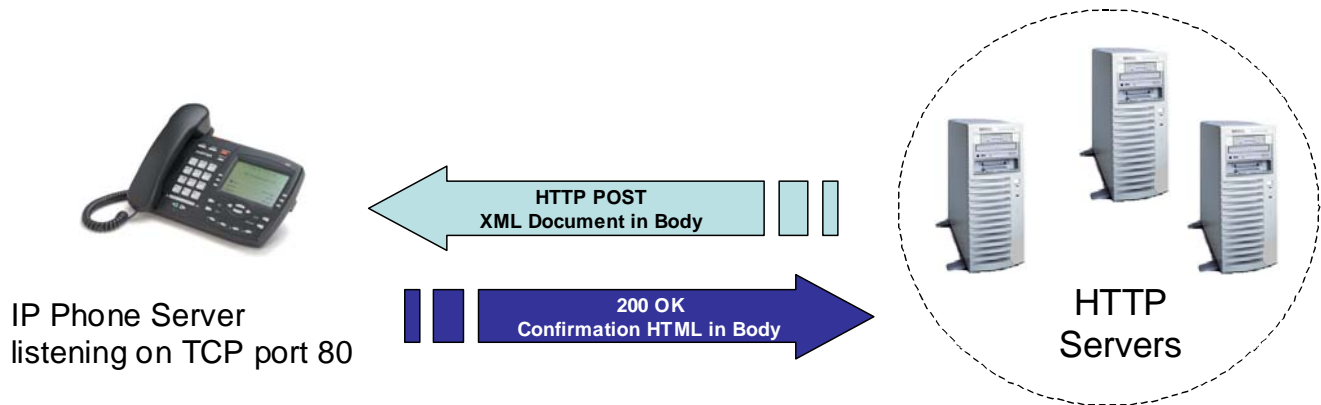 HTTP POST
XML Document in Body
200 OK
Confirmation HTML in Body
IP Phone Server
listening on TCP port 80
HTTP
Servers